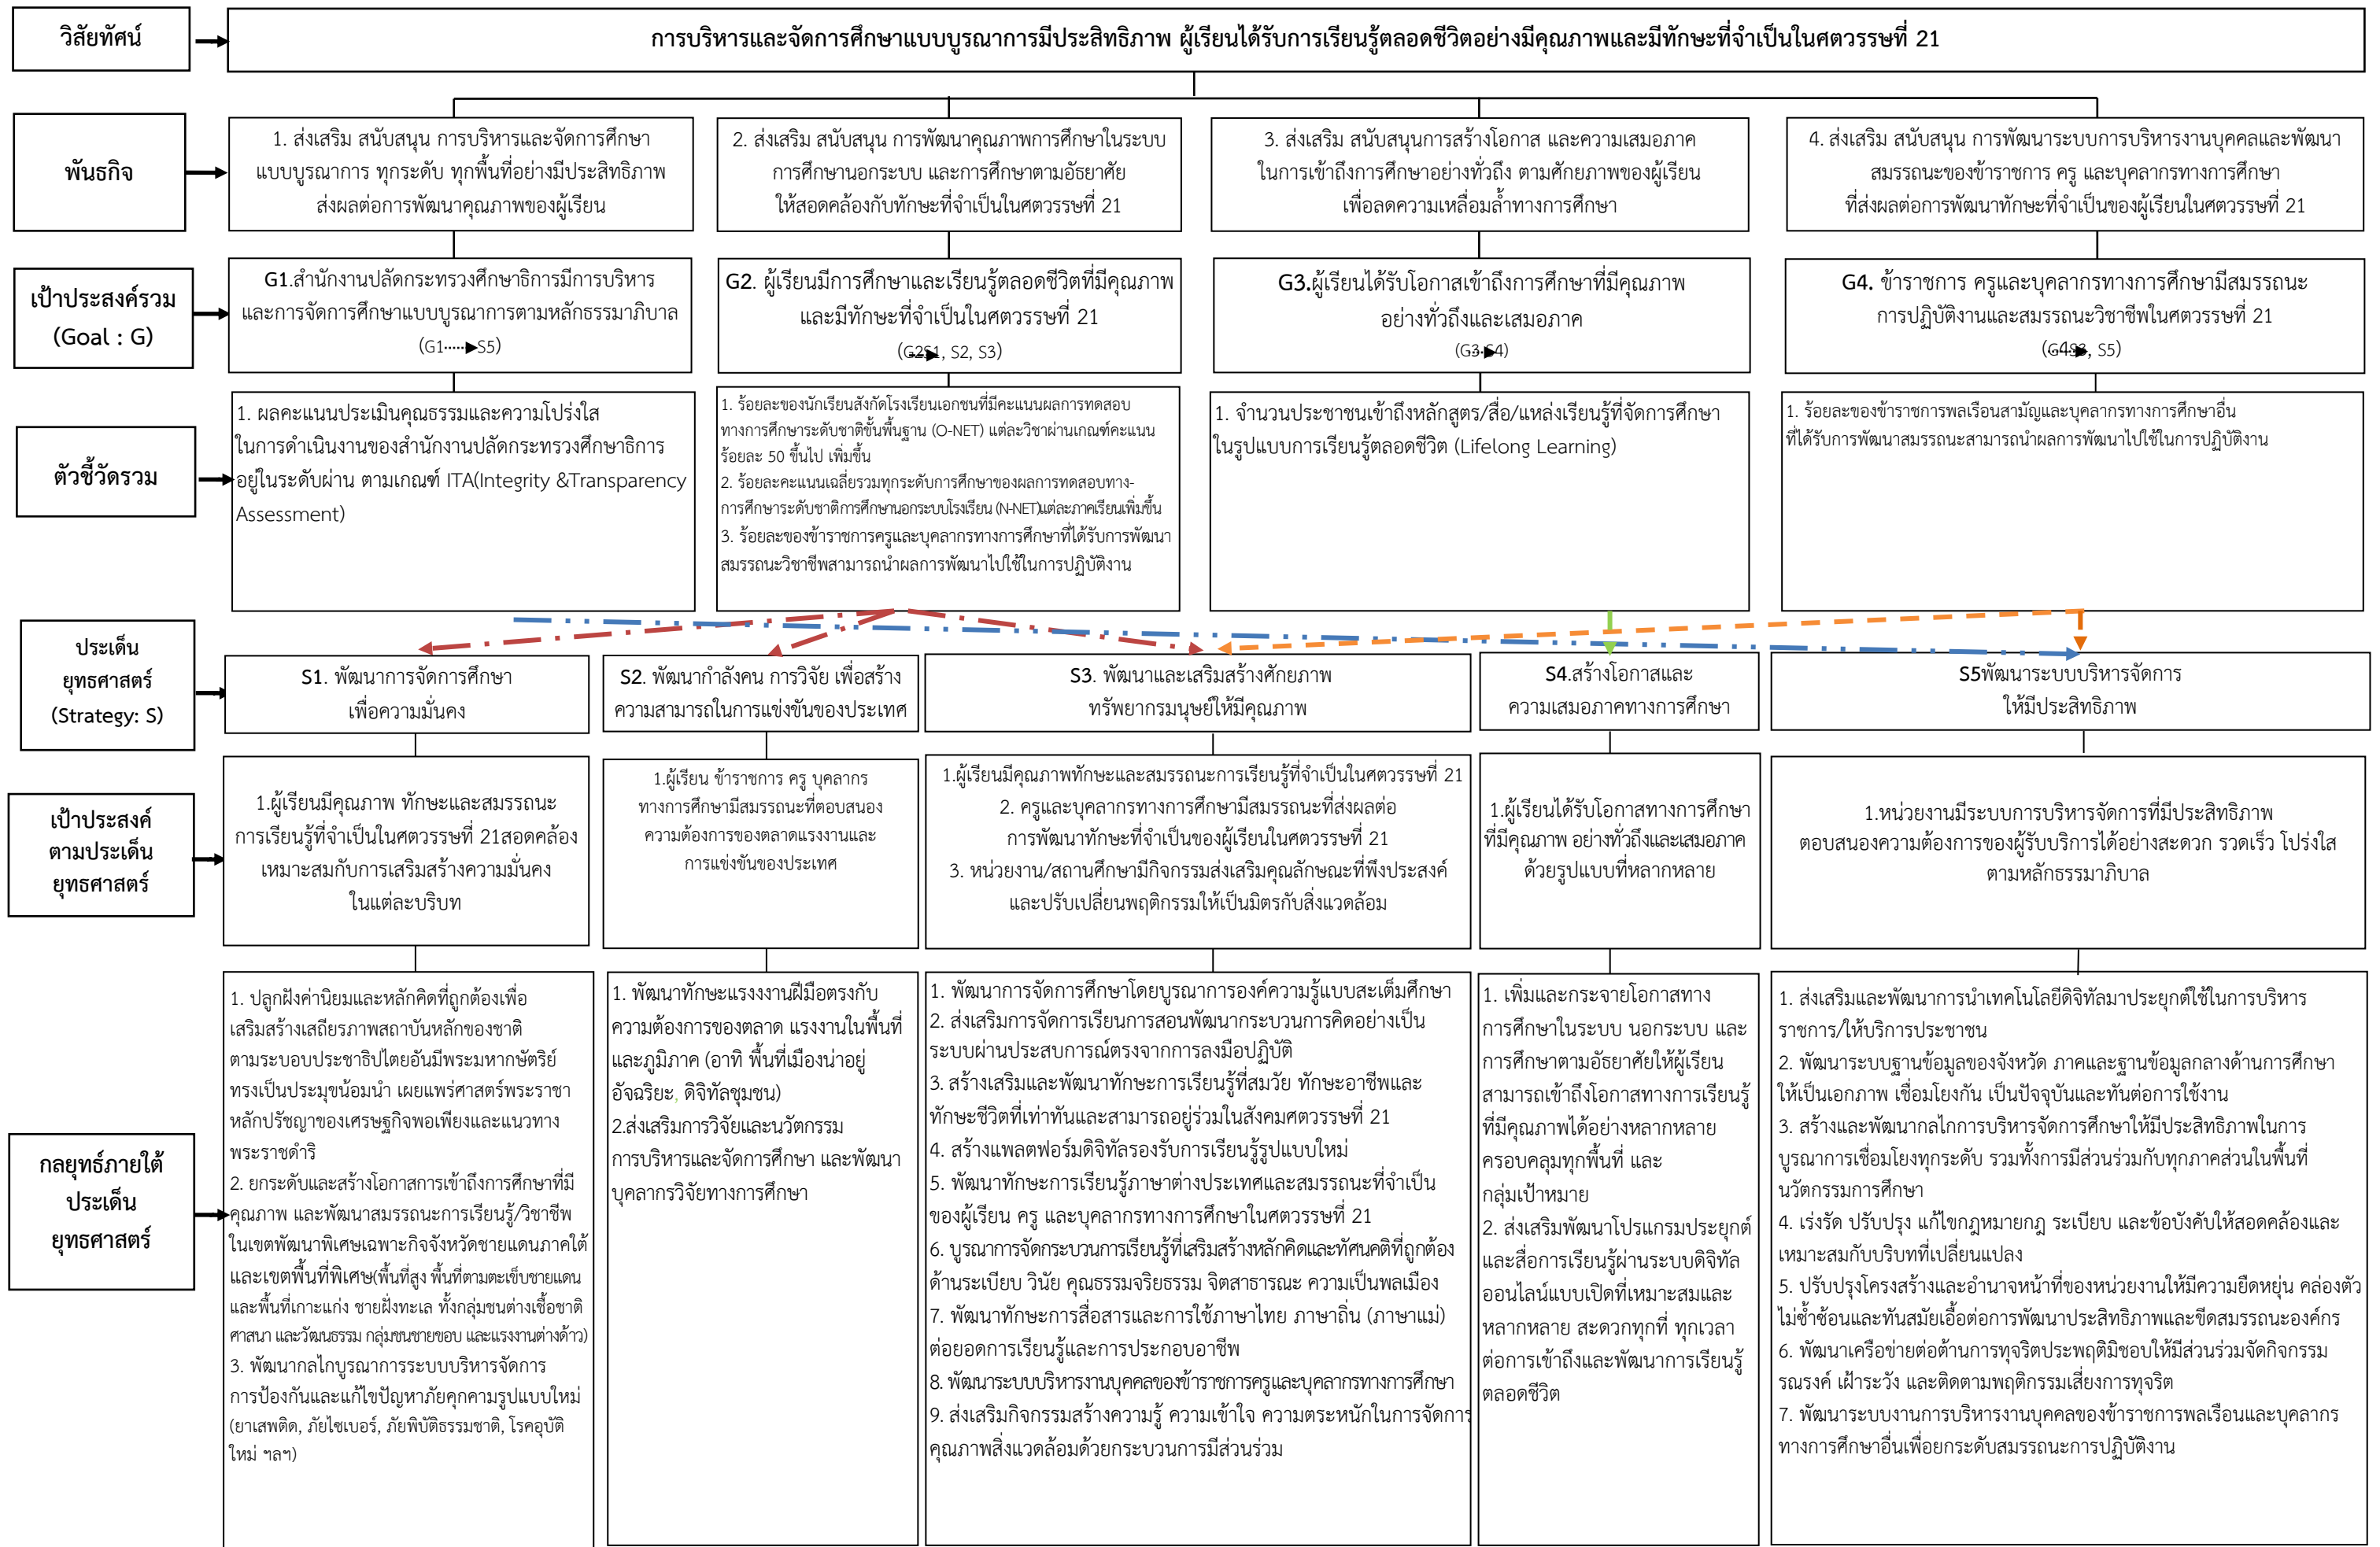 วิสัยทัศน์
การบริหารและจัดการศึกษาแบบบูรณาการมีประสิทธิภาพ ผู้เรียนได้รับการเรียนรู้ตลอดชีวิตอย่างมีคุณภาพและมีทักษะที่จำเป็นในศตวรรษที่ 21
พันธกิจ
1. ส่งเสริม สนับสนุน การบริหารและจัดการศึกษา
แบบบูรณาการ ทุกระดับ ทุกพื้นที่อย่างมีประสิทธิภาพ
ส่งผลต่อการพัฒนาคุณภาพของผู้เรียน
2. ส่งเสริม สนับสนุน การพัฒนาคุณภาพการศึกษาในระบบ
การศึกษานอกระบบ และการศึกษาตามอัธยาศัย
ให้สอดคล้องกับทักษะที่จำเป็นในศตวรรษที่ 21
3. ส่งเสริม สนับสนุนการสร้างโอกาส และความเสมอภาค
ในการเข้าถึงการศึกษาอย่างทั่วถึง ตามศักยภาพของผู้เรียน
เพื่อลดความเหลื่อมล้ำทางการศึกษา
4. ส่งเสริม สนับสนุน การพัฒนาระบบการบริหารงานบุคคลและพัฒนา
สมรรถนะของข้าราชการ ครู และบุคลากรทางการศึกษา
ที่ส่งผลต่อการพัฒนาทักษะที่จำเป็นของผู้เรียนในศตวรรษที่ 21
เป้าประสงค์รวม
(Goal : G)
G1.สำนักงานปลัดกระทรวงศึกษาธิการมีการบริหาร
และการจัดการศึกษาแบบบูรณาการตามหลักธรรมาภิบาล
(G1 S5)
G2. ผู้เรียนมีการศึกษาและเรียนรู้ตลอดชีวิตที่มีคุณภาพ
และมีทักษะที่จำเป็นในศตวรรษที่ 21
(G2S1, S2, S3)
G3.ผู้เรียนได้รับโอกาสเข้าถึงการศึกษาที่มีคุณภาพ
อย่างทั่วถึงและเสมอภาค
(G3 S4)
G4. ข้าราชการ ครูและบุคลากรทางการศึกษามีสมรรถนะ
การปฏิบัติงานและสมรรถนะวิชาชีพในศตวรรษที่ 21
(G4S3, S5)
ตัวชี้วัดรวม
1. ผลคะแนนประเมินคุณธรรมและความโปร่งใส
ในการดำเนินงานของสำนักงานปลัดกระทรวงศึกษาธิการ
อยู่ในระดับผ่าน ตามเกณฑ์ ITA(Integrity &Transparency
Assessment)
1. ร้อยละของนักเรียนสังกัดโรงเรียนเอกชนที่มีคะแนนผลการทดสอบ
ทางการศึกษาระดับชาติขั้นพื้นฐาน (O-NET) แต่ละวิชาผ่านเกณฑ์คะแนน
ร้อยละ 50 ขึ้นไป เพิ่มขึ้น
2. ร้อยละคะแนนเฉลี่ยรวมทุกระดับการศึกษาของผลการทดสอบทาง-
การศึกษาระดับชาติการศึกษานอกระบบโรงเรียน (N-NET)แต่ละภาคเรียนเพิ่มขึ้น
3. ร้อยละของข้าราชการครูและบุคลากรทางการศึกษาที่ได้รับการพัฒนา
สมรรถนะวิชาชีพสามารถนำผลการพัฒนาไปใช้ในการปฏิบัติงาน
1. จำนวนประชาชนเข้าถึงหลักสูตร/สื่อ/แหล่งเรียนรู้ที่จัดการศึกษา
ในรูปแบบการเรียนรู้ตลอดชีวิต (Lifelong Learning)
1. ร้อยละของข้าราชการพลเรือนสามัญและบุคลากรทางการศึกษาอื่น
ที่ได้รับการพัฒนาสมรรถนะสามารถนำผลการพัฒนาไปใช้ในการปฏิบัติงาน
ประเด็น
ยุทธศาสตร์
(Strategy: S)
S1. พัฒนาการจัดการศึกษา
เพื่อความมั่นคง
S2. พัฒนากำลังคน การวิจัย เพื่อสร้าง
ความสามารถในการแข่งขันของประเทศ
S3. พัฒนาและเสริมสร้างศักยภาพ
ทรัพยากรมนุษย์ให้มีคุณภาพ
S4.สร้างโอกาสและ
ความเสมอภาคทางการศึกษา
S5พัฒนาระบบบริหารจัดการ
ให้มีประสิทธิภาพ
เป้าประสงค์
ตามประเด็น
ยุทธศาสตร์
1.ผู้เรียนมีคุณภาพ ทักษะและสมรรถนะ
การเรียนรู้ที่จำเป็นในศตวรรษที่ 21สอดคล้อง
เหมาะสมกับการเสริมสร้างความมั่นคง
ในแต่ละบริบท
1.ผู้เรียน ข้าราชการ ครู บุคลากร
ทางการศึกษามีสมรรถนะที่ตอบสนอง
ความต้องการของตลาดแรงงานและ
การแข่งขันของประเทศ
1.ผู้เรียนมีคุณภาพทักษะและสมรรถนะการเรียนรู้ที่จำเป็นในศตวรรษที่ 21
2. ครูและบุคลากรทางการศึกษามีสมรรถนะที่ส่งผลต่อ
การพัฒนาทักษะที่จำเป็นของผู้เรียนในศตวรรษที่ 21
3. หน่วยงาน/สถานศึกษามีกิจกรรมส่งเสริมคุณลักษณะที่พึงประสงค์
และปรับเปลี่ยนพฤติกรรมให้เป็นมิตรกับสิ่งแวดล้อม
1.ผู้เรียนได้รับโอกาสทางการศึกษา
ที่มีคุณภาพ อย่างทั่วถึงและเสมอภาค
ด้วยรูปแบบที่หลากหลาย
1.หน่วยงานมีระบบการบริหารจัดการที่มีประสิทธิภาพ
ตอบสนองความต้องการของผู้รับบริการได้อย่างสะดวก รวดเร็ว โปร่งใส
ตามหลักธรรมาภิบาล
กลยุทธ์ภายใต้
ประเด็น
ยุทธศาสตร์
1. ปลูกฝังค่านิยมและหลักคิดที่ถูกต้องเพื่อ
เสริมสร้างเสถียรภาพสถาบันหลักของชาติ
ตามระบอบประชาธิปไตยอันมีพระมหากษัตริย์
ทรงเป็นประมุขน้อมนำ เผยแพร่ศาสตร์พระราชา
หลักปรัชญาของเศรษฐกิจพอเพียงและแนวทาง
พระราชดำริ
2. ยกระดับและสร้างโอกาสการเข้าถึงการศึกษาที่มี
คุณภาพ และพัฒนาสมรรถนะการเรียนรู้/วิชาชีพ
ในเขตพัฒนาพิเศษเฉพาะกิจจังหวัดชายแดนภาคใต้
และเขตพื้นที่พิเศษ(พื้นที่สูง พื้นที่ตามตะเข็บชายแดน
และพื้นที่เกาะแก่ง ชายฝั่งทะเล ทั้งกลุ่มชนต่างเชื้อชาติ
ศาสนา และวัฒนธรรม กลุ่มชนชายขอบ และแรงงานต่างด้าว)
3. พัฒนากลไกบูรณาการระบบบริหารจัดการ
การป้องกันและแก้ไขปัญหาภัยคุกคามรูปแบบใหม่
(ยาเสพติด, ภัยไซเบอร์, ภัยพิบัติธรรมชาติ, โรคอุบัติ
ใหม่ ฯลฯ)
1. พัฒนาทักษะแรงงงานฝีมือตรงกับ
ความต้องการของตลาด แรงงานในพื้นที่
และภูมิภาค (อาทิ พื้นที่เมืองน่าอยู่
อัจฉริยะ, ดิจิทัลชุมชน)
2.ส่งเสริมการวิจัยและนวัตกรรม
การบริหารและจัดการศึกษา และพัฒนา
บุคลากรวิจัยทางการศึกษา
1. พัฒนาการจัดการศึกษาโดยบูรณาการองค์ความรู้แบบสะเต็มศึกษา
2. ส่งเสริมการจัดการเรียนการสอนพัฒนากระบวนการคิดอย่างเป็น
ระบบผ่านประสบการณ์ตรงจากการลงมือปฏิบัติ
3. สร้างเสริมและพัฒนาทักษะการเรียนรู้ที่สมวัย ทักษะอาชีพและ
ทักษะชีวิตที่เท่าทันและสามารถอยู่ร่วมในสังคมศตวรรษที่ 21
4. สร้างแพลตฟอร์มดิจิทัลรองรับการเรียนรู้รูปแบบใหม่
5. พัฒนาทักษะการเรียนรู้ภาษาต่างประเทศและสมรรถนะที่จำเป็น
ของผู้เรียน ครู และบุคลากรทางการศึกษาในศตวรรษที่ 21
6. บูรณาการจัดกระบวนการเรียนรู้ที่เสริมสร้างหลักคิดและทัศนคติที่ถูกต้อง
ด้านระเบียบ วินัย คุณธรรมจริยธรรม จิตสาธารณะ ความเป็นพลเมือง
7. พัฒนาทักษะการสื่อสารและการใช้ภาษาไทย ภาษาถิ่น (ภาษาแม่)
ต่อยอดการเรียนรู้และการประกอบอาชีพ
8. พัฒนาระบบบริหารงานบุคคลของข้าราชการครูและบุคลากรทางการศึกษา
9. ส่งเสริมกิจกรรมสร้างความรู้ ความเข้าใจ ความตระหนักในการจัดการ
คุณภาพสิ่งแวดล้อมด้วยกระบวนการมีส่วนร่วม
1. เพิ่มและกระจายโอกาสทาง
การศึกษาในระบบ นอกระบบ และ
การศึกษาตามอัธยาศัยให้ผู้เรียน
สามารถเข้าถึงโอกาสทางการเรียนรู้
ที่มีคุณภาพได้อย่างหลากหลาย
ครอบคลุมทุกพื้นที่ และ
กลุ่มเป้าหมาย
2. ส่งเสริมพัฒนาโปรแกรมประยุกต์
และสื่อการเรียนรู้ผ่านระบบดิจิทัล
ออนไลน์แบบเปิดที่เหมาะสมและ
หลากหลาย สะดวกทุกที่ ทุกเวลา
ต่อการเข้าถึงและพัฒนาการเรียนรู้
ตลอดชีวิต
1. ส่งเสริมและพัฒนาการนำเทคโนโลยีดิจิทัลมาประยุกต์ใช้ในการบริหาร
ราชการ/ให้บริการประชาชน
2. พัฒนาระบบฐานข้อมูลของจังหวัด ภาคและฐานข้อมูลกลางด้านการศึกษา
ให้เป็นเอกภาพ เชื่อมโยงกัน เป็นปัจจุบันและทันต่อการใช้งาน
3. สร้างและพัฒนากลไกการบริหารจัดการศึกษาให้มีประสิทธิภาพในการ
บูรณาการเชื่อมโยงทุกระดับ รวมทั้งการมีส่วนร่วมกับทุกภาคส่วนในพื้นที่
นวัตกรรมการศึกษา
4. เร่งรัด ปรับปรุง แก้ไขกฎหมายกฎ ระเบียบ และข้อบังคับให้สอดคล้องและ
เหมาะสมกับบริบทที่เปลี่ยนแปลง
5. ปรับปรุงโครงสร้างและอำนาจหน้าที่ของหน่วยงานให้มีความยืดหยุ่น คล่องตัว
ไม่ซ้ำซ้อนและทันสมัยเอื้อต่อการพัฒนาประสิทธิภาพและขีดสมรรถนะองค์กร
6. พัฒนาเครือข่ายต่อต้านการทุจริตประพฤติมิชอบให้มีส่วนร่วมจัดกิจกรรม
รณรงค์ เฝ้าระวัง และติดตามพฤติกรรมเสี่ยงการทุจริต
7. พัฒนาระบบงานการบริหารงานบุคคลของข้าราชการพลเรือนและบุคลากร
ทางการศึกษาอื่นเพื่อยกระดับสมรรถนะการปฏิบัติงาน